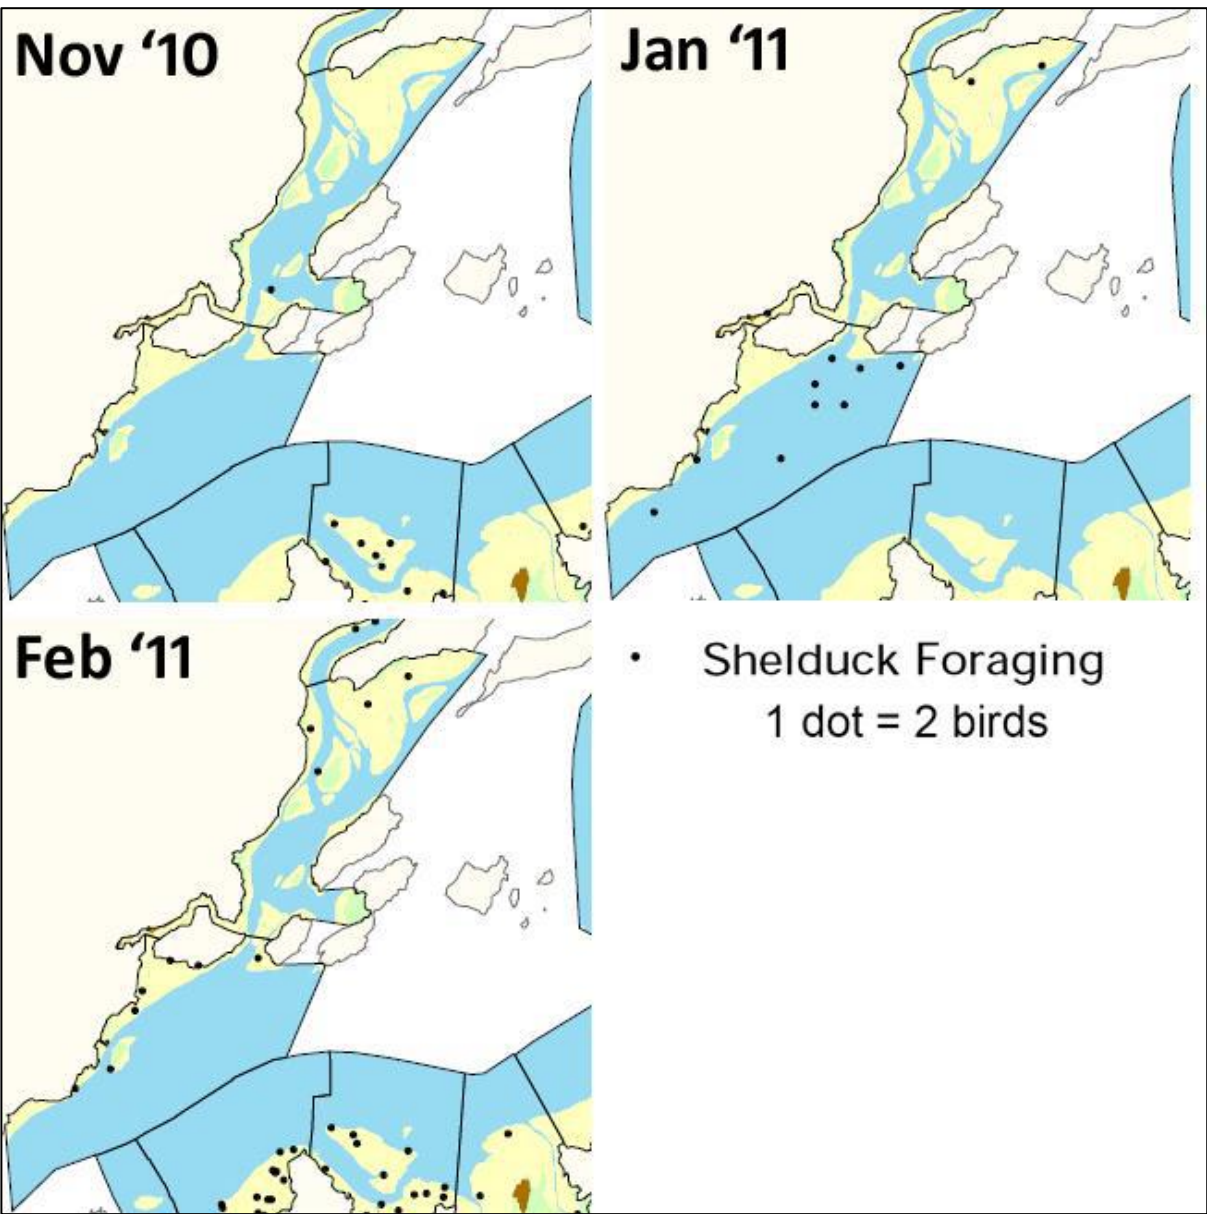 Nov ‘10
Jan ‘11
Feb ‘11
• Shelduck Foraging
1 dot = 2 birds